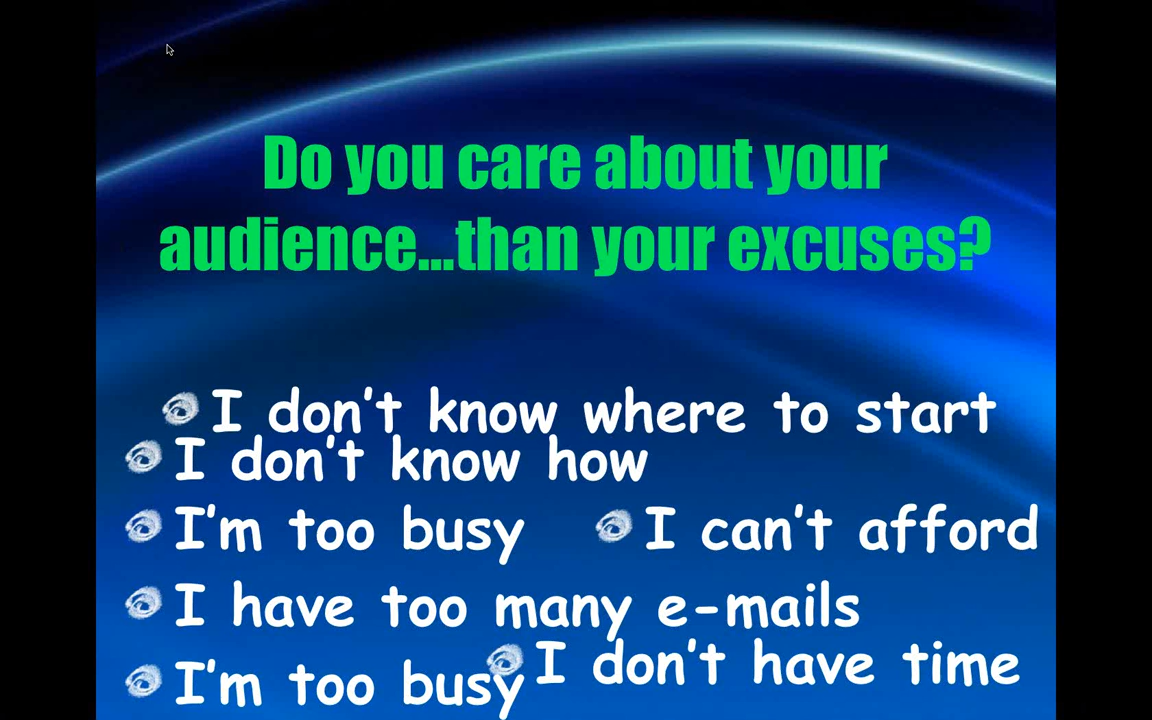 Do you care about your
audience...than your excuses?
I don't know where to start
I don't know how
I'm too busy
I can't afford
I have too many e-mails
I don't have time
I'm too busy